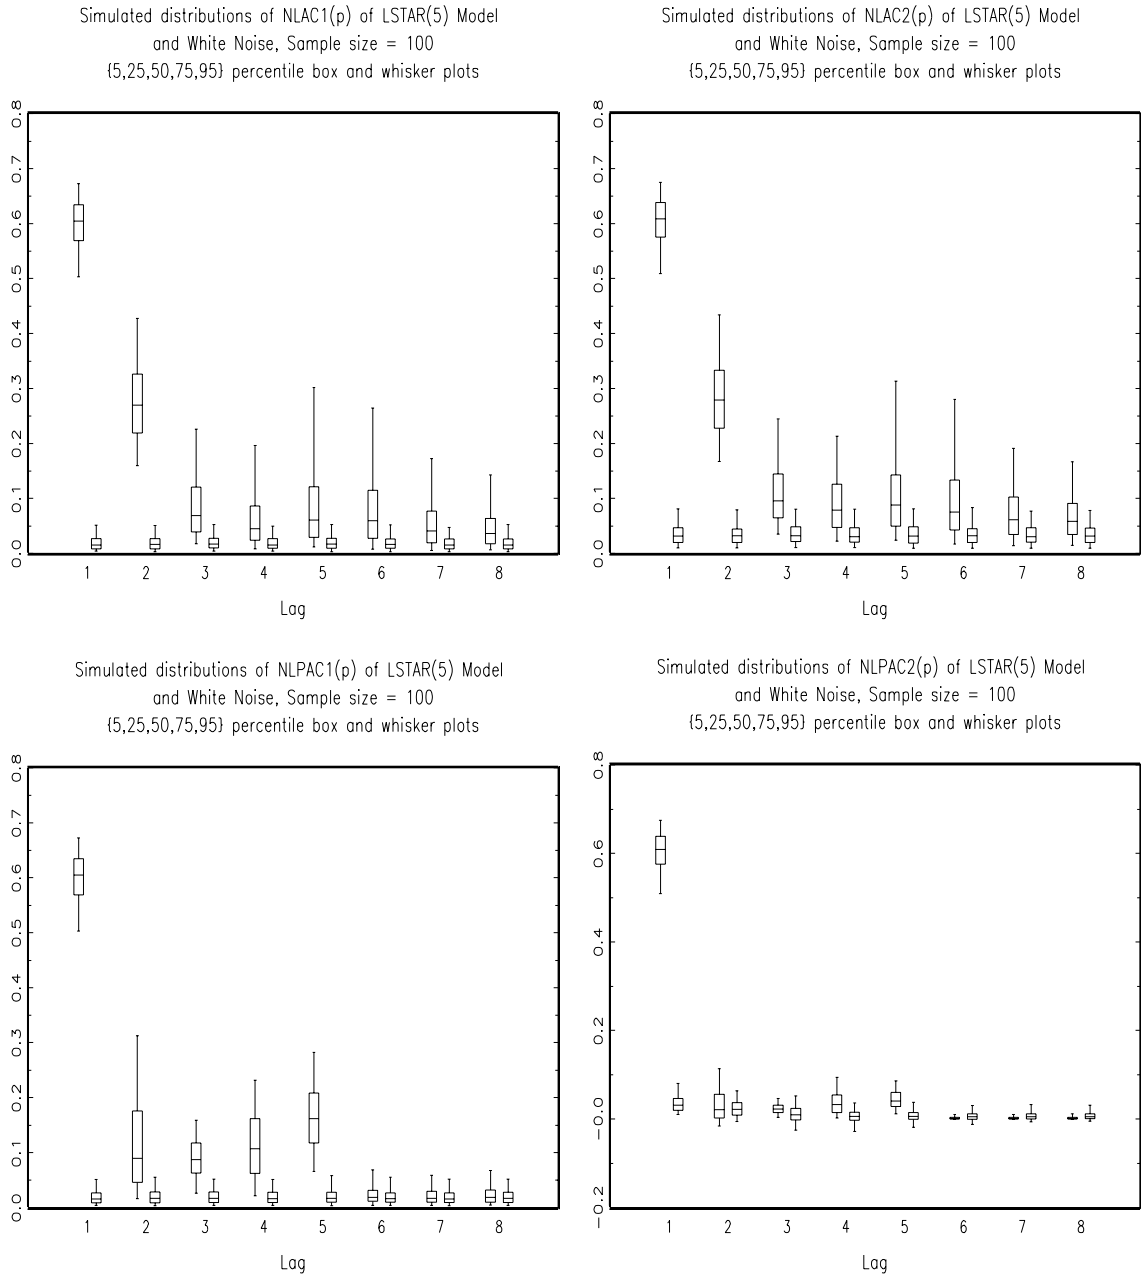 Simulated distributions of NLAC1(p) of LSTAR(5) Model
and White Noise, Sample size = 100
{5,25,50,75,95} percentile box and whisker plots
0.8
0.7
0.6
0.5
0.4
0.3
0.2
0.1
0.0
1 2 3 4 5 6 7 8
Lag
Simulated distributions of NLAC2(p) of LSTAR(5) Model
and White Noise, Sample size = 100
{5,25,50,75,95} percentile box and whisker plots
0.8
0.7
0.6
0.5
0.4
0.3
0.2
0.1
0.0
1 2 3 4 5 6 7 8
Lag
Simulated distributions of NLPAC1(p) of LSTAR(5) Model
and White Noise, Sample size = 100
{5,25,50,75,95} percentile box and whisker plots
0.8
0.7
0.6
0.5
0.4
0.3
0.2
0.1
0.0
1 2 3 4 5 6 7 8
Lag
Simulated distributions of NLPAC2(p) of LSTAR(5) Model
and White Noise, Sample size = 100
{5,25,50,75,95} percentile box and whisker plots
0.8
0.6
0.4
0.2
-0.0
-0.2
1 2 3 4 5 6 7 8
Lag